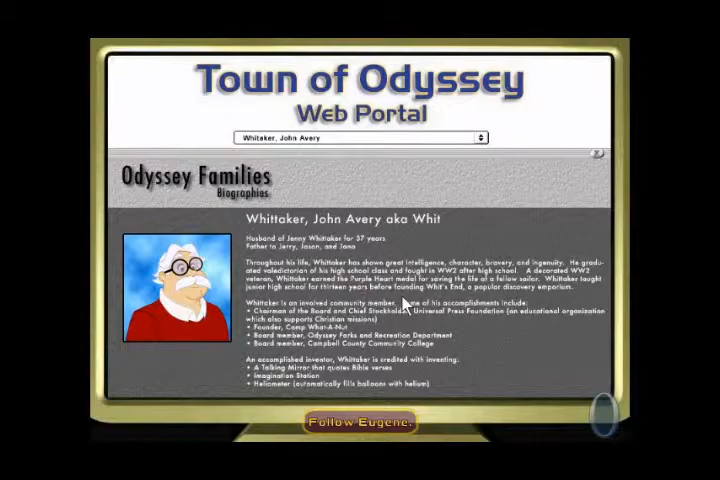 Town of Odyssey
Web Portal
Whittaker, John Avery
Odyssey Families
Biographies
Whittaker, John Avery aka Whit
Husband of Jenny Whittaker for 37 years
Father to Jerry, Jason, and Jana
Throughout his life, Whittaker has shown great intelligence, character, bravery, and ingenuity. He gradu-
ated valedictorian of his high school class and fought in WW2 after high school. A decorated WW2
veteran, Whittaker earned the Purple Heart medal for saving the life of a fellow sailor. Whittaker taught
junior high school for thirteen years before founding Whit's End, a popular discovery emporium.
Whittaker is an involved community member. me of his accomplishments include:
• Chairman of the Board and Chief Stockhold Universal Press Foundation (an educational organization
which also supports Christian missions)
• Founder, Camp What-A-Nut
• Board member, Odyssey Parks and Recreation Department
• Board member, Campbell County Community College
An accomplished inventor, Whittaker is credited with inventing:
• A Talking Mirror that quotes Bible verses
• Imagination Station
• Heliometer (automatically fills balloons with helium)
Follow Eugene.